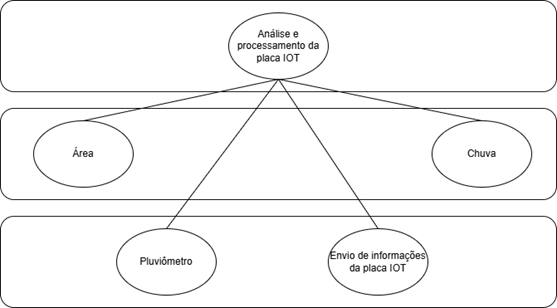 Análise e
processamento da
placa IOT
Área
Chuva
Pluviômetro
Envio de informações
da placa IOT